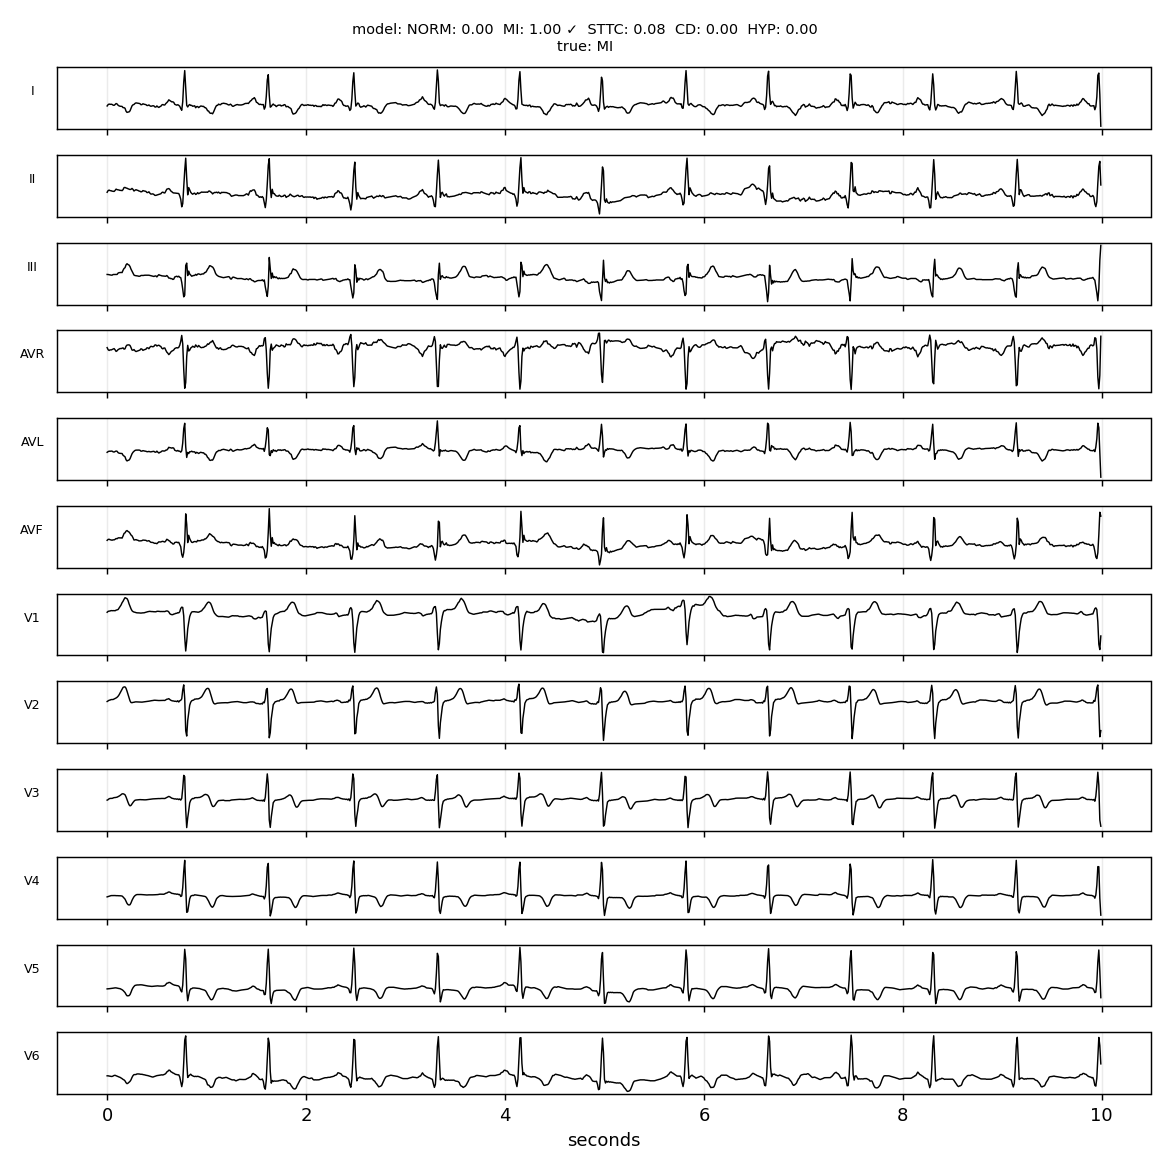 model: NORM: 0.00  MI: 1.00 ✓  STTC: 0.08  CD: 0.00  HYP: 0.00
true: MI
I
II
III
AVR
AVL
AVF
V1
V2
V3
V4
V5
V6
0 2 4 6 8 10
seconds